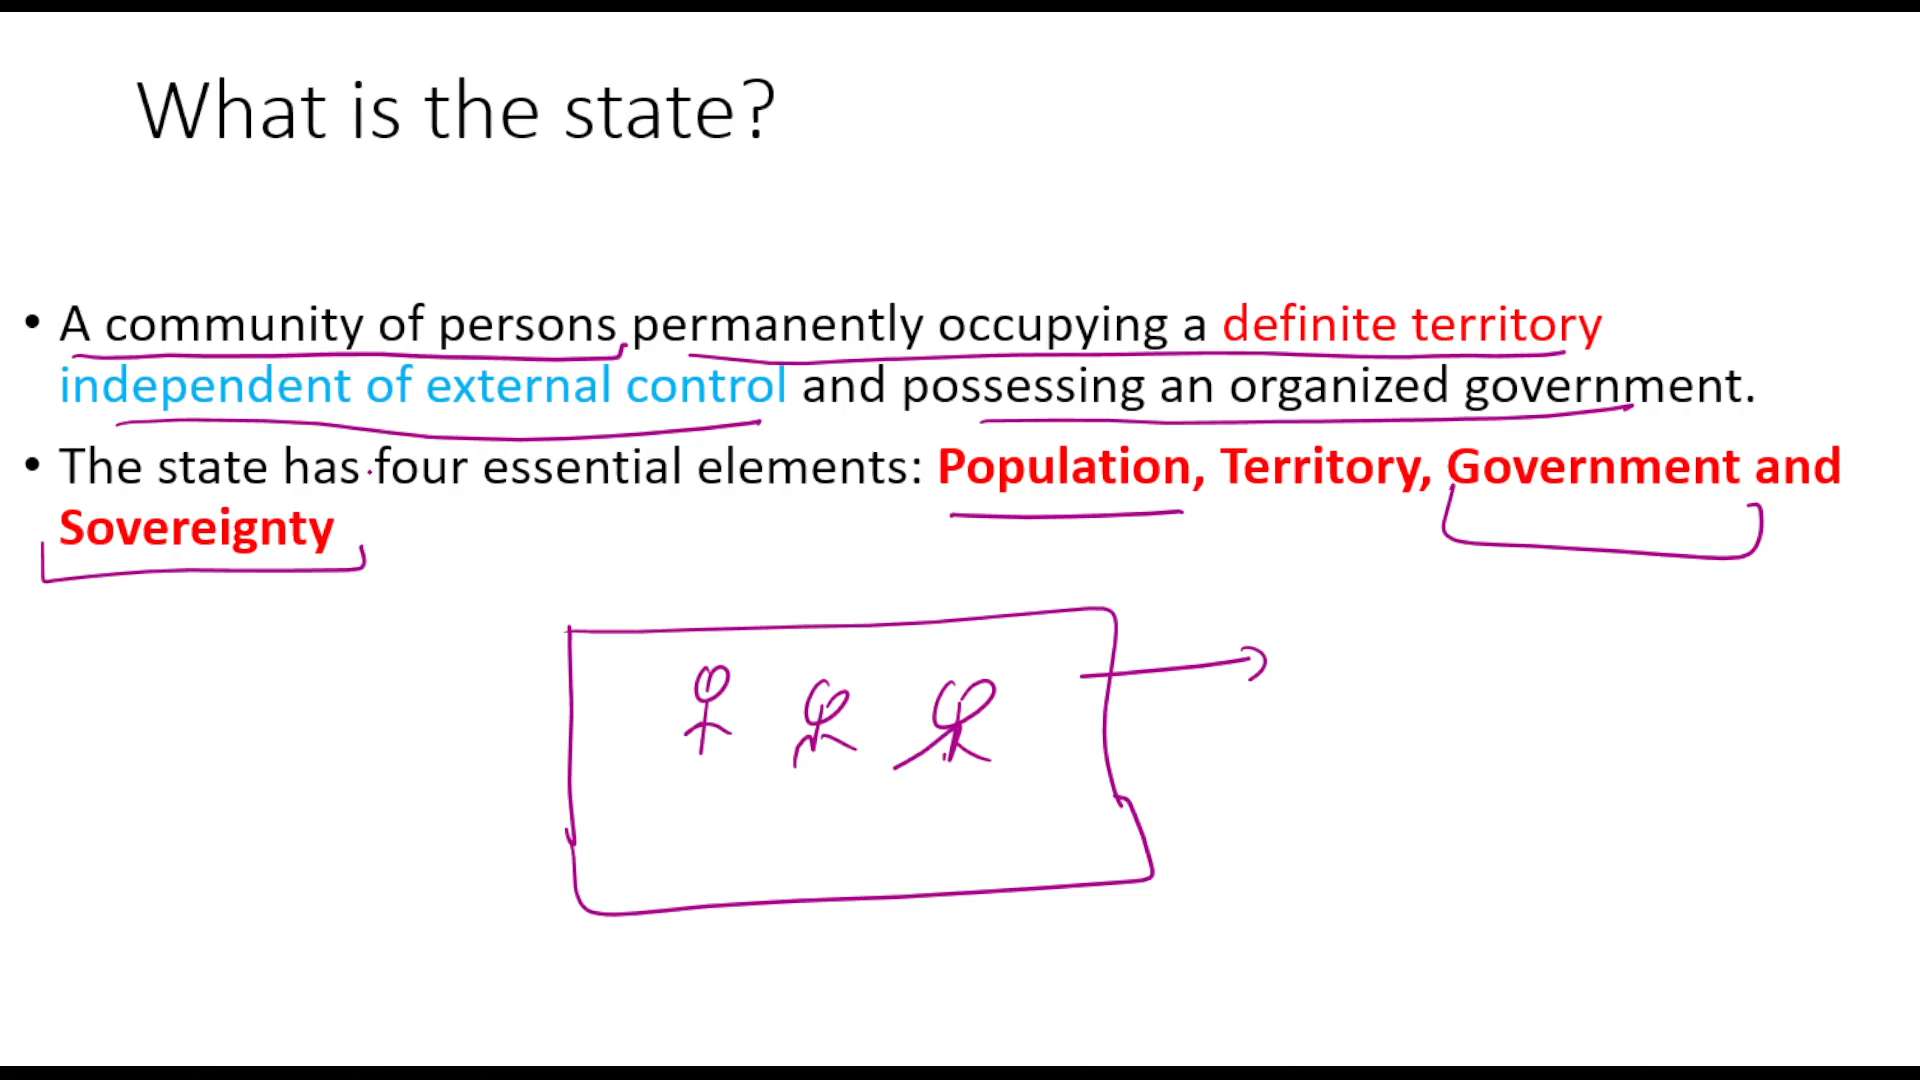 What is the state?
• A community of persons permanently occupying a definite territory
independent of external control and possessing an organized government.
• The state has four essential elements: Population, Territory, Government and
Sovereignty